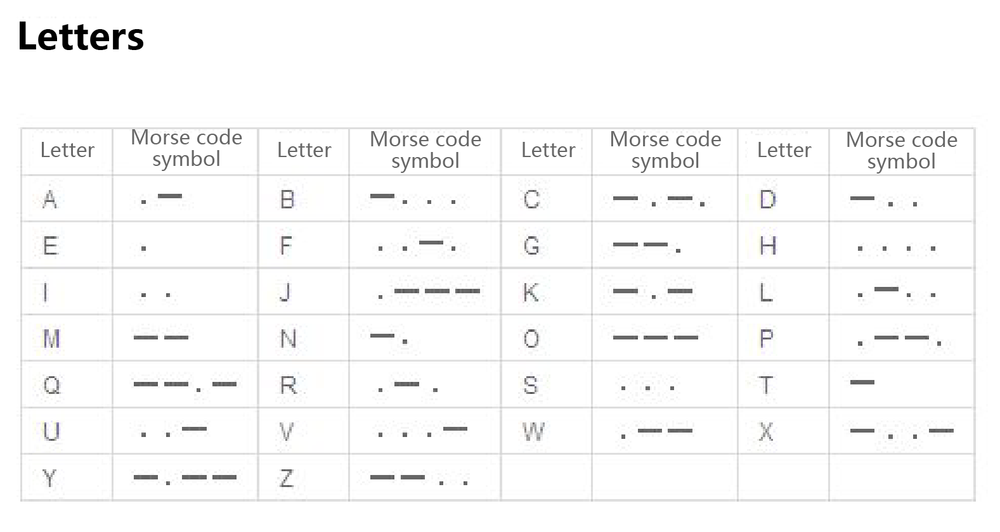 Letters
Letter Morse code symbol Letter Morse code symbol Letter Morse code symbol Letter Morse code symbol
A . — B — . . . C — . — . D — . .
E . F . . — . G — — . H . . . .
I . . J . — — — K — . — L . — . .
M — — N — . O — — — P . — — .
Q — — . — R . — . S . . . T —
U . . — V . . . — W . — — X — . . —
Y — . — — Z — — . .